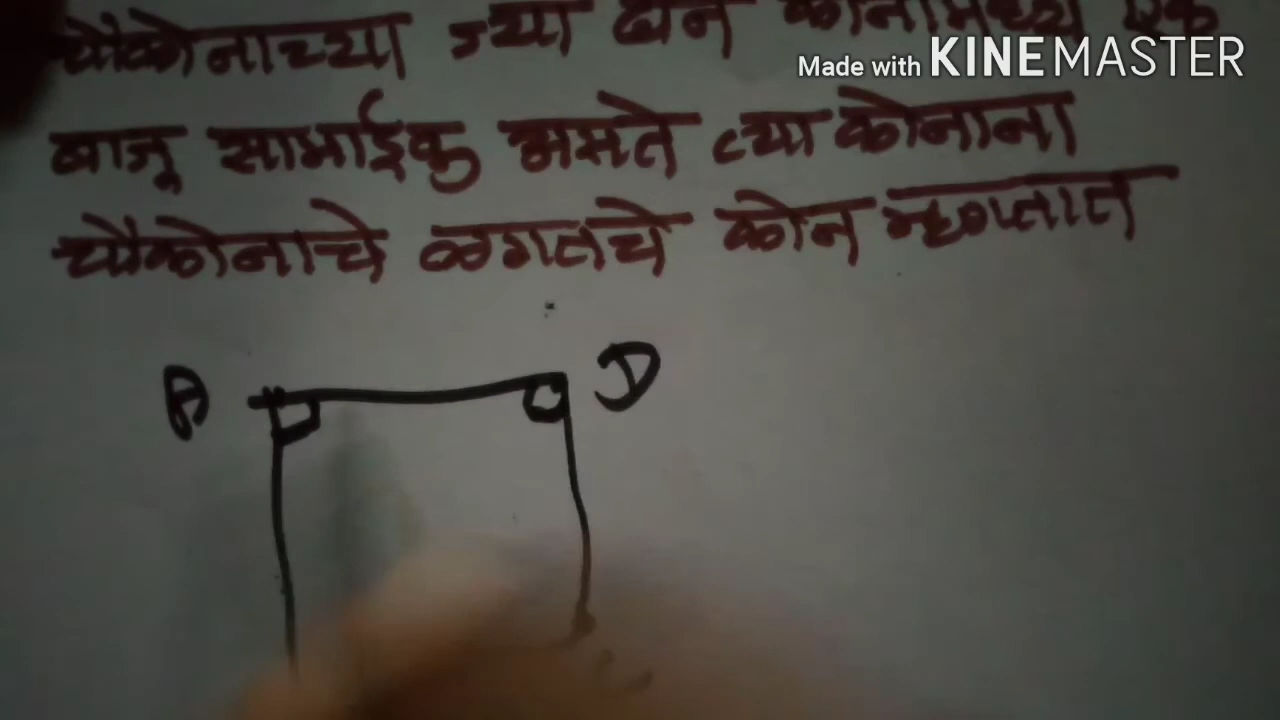 चौकोनाच्या ज्या दोन कोनांमध्ये एक
Made with KINEMASTER
बाजू सामाईक असते त्या कोनाना
चौकोनाचे लगतचे कोन म्हणतात
A D